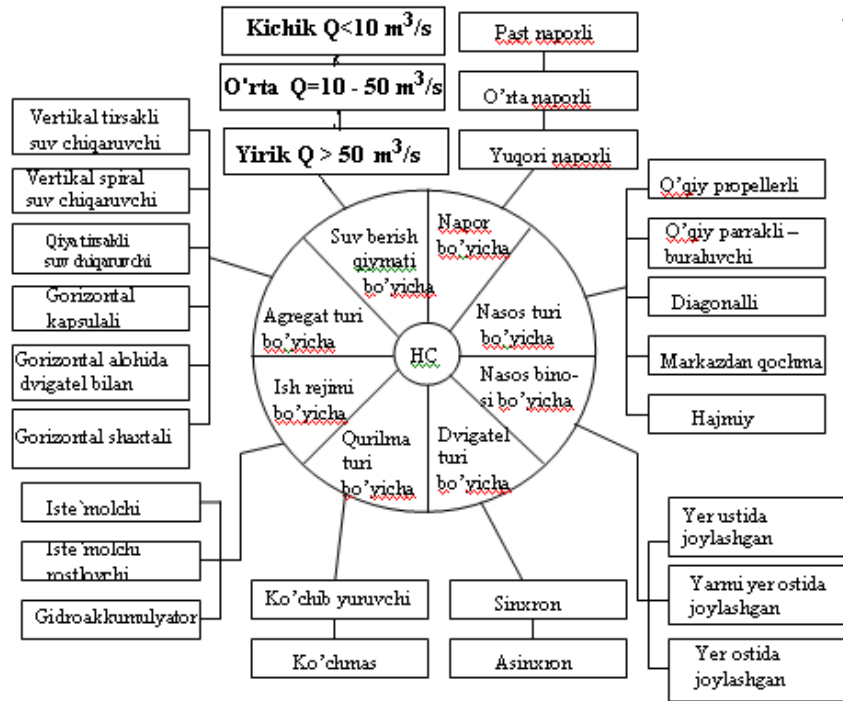 Kichik Q<10 m³/s
O'rta Q=10 - 50 m³/s
Yirik Q > 50 m³/s
Past naporli
O'rta naporli
Yuqori naporli
Vertikal tirsakli
suv chiqaruvchi
Vertikal spiral
suv chiqaruvchi
Qiya tirsakli
suv chiqaruvchi
Gorizontal
kapsulali
Gorizontal alohida
dvigatel bilan
Gorizontal shaxtali
O'qiy propellerli
O'qiy parrakli –
buraluvchi
Diagonalli
Markazdan qochma
Hajmiy
Suv berish
qiymati
bo'yicha
Napor
bo'yicha
Agregat turi
bo'yicha
Nasos turi
bo'yicha
HC
Ish rejimi
bo'yicha
Nasos bino-
si bo'yicha
Qurilma
turi
bo'yicha
Dvigatel
turi
bo'yicha
Iste`molchi
Iste`molchi
rostlovchi
Gidroakkumulyator
Ko'chib yuruvchi
Ko'chmas
Sinxron
Asinxron
Yer ustida
joylashgan
Yarmi yer ostida
joylashgan
Yer ostida
joylashgan